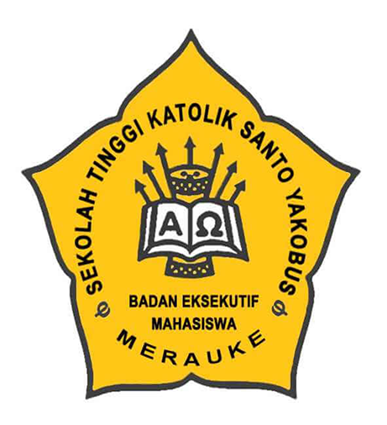 SEKOLAH TINGGI KATOLIK SANTO YAKOBUS
A Ω
BADAN EKSEKUTIF
MAHASISWA
MERAUKE